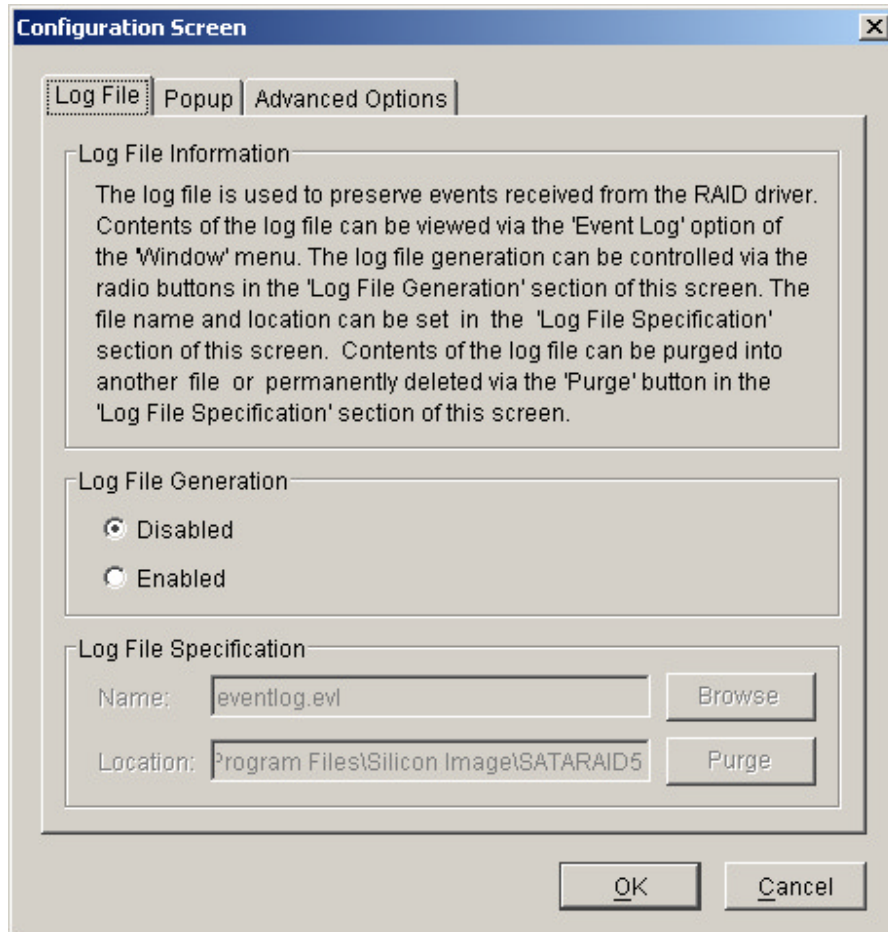 Configuration Screen
Log File Popup Advanced Options
Log File Information
The log file is used to preserve events received from the RAID driver.
Contents of the log file can be viewed via the 'Event Log' option of
the 'Window' menu. The log file generation can be controlled via the
radio buttons in the 'Log File Generation' section of this screen. The
file name and location can be set in the 'Log File Specification'
section of this screen. Contents of the log file can be purged into
another file or permanently deleted via the 'Purge' button in the
'Log File Specification' section of this screen.
Log File Generation
Disabled
Enabled
Log File Specification
Name: eventlog.evl Browse
Location: Program Files\Silicon Image\SATARAID5 Purge
OK Cancel